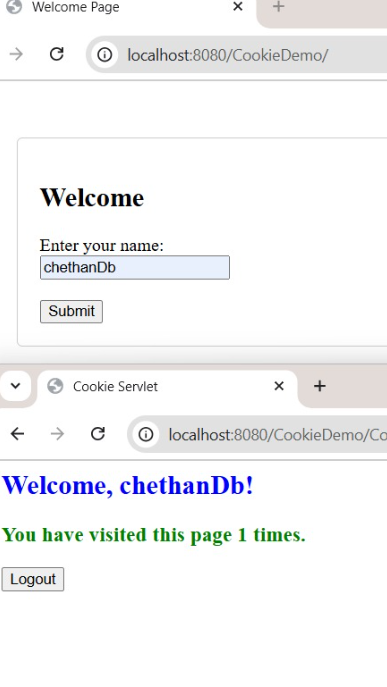 Welcome Page
localhost:8080/CookieDemo/
Welcome
Enter your name:
chethanDb
Submit
Cookie Servlet
localhost:8080/CookieDemo/Co
Welcome, chethanDb!
You have visited this page 1 times.
Logout